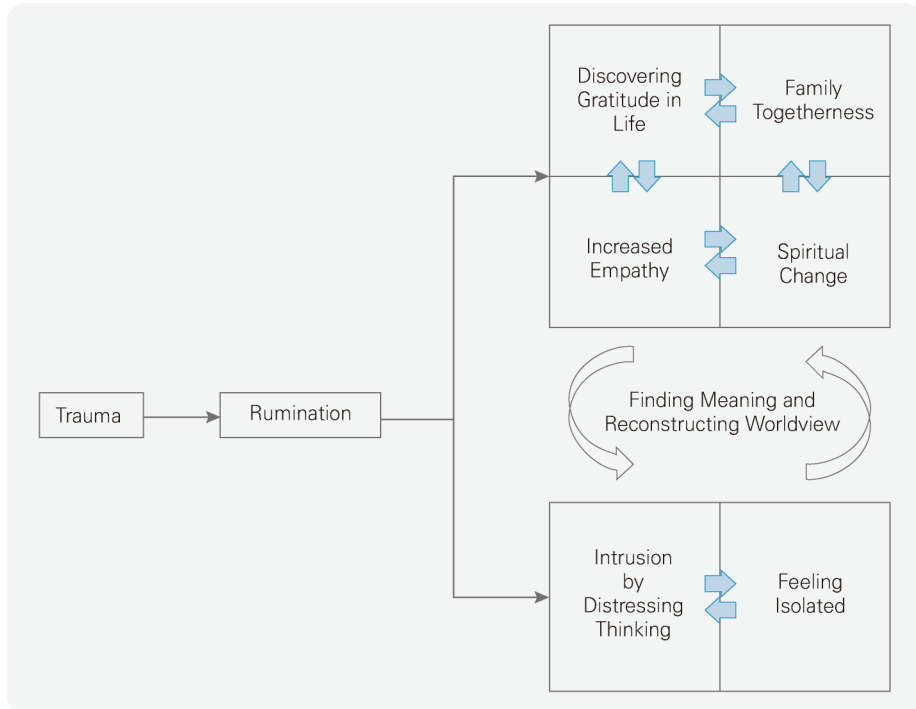 Discovering
Gratitude in
Life
Family
Togetherness
Increased
Empathy
Spiritual
Change
Trauma
Rumination
Finding Meaning and
Reconstructing Worldview
Intrusion
by
Distressing
Thinking
Feeling
Isolated